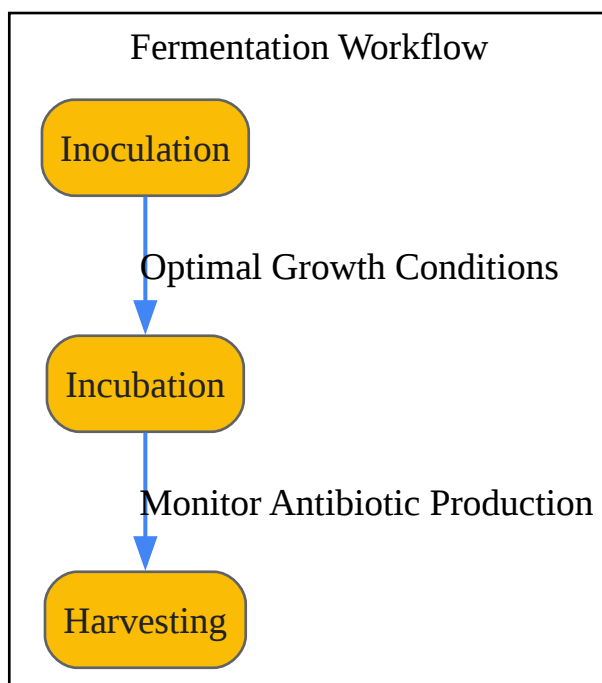 Fermentation Workflow
Inoculation
Optimal Growth Conditions
Incubation
Monitor Antibiotic Production
Harvesting